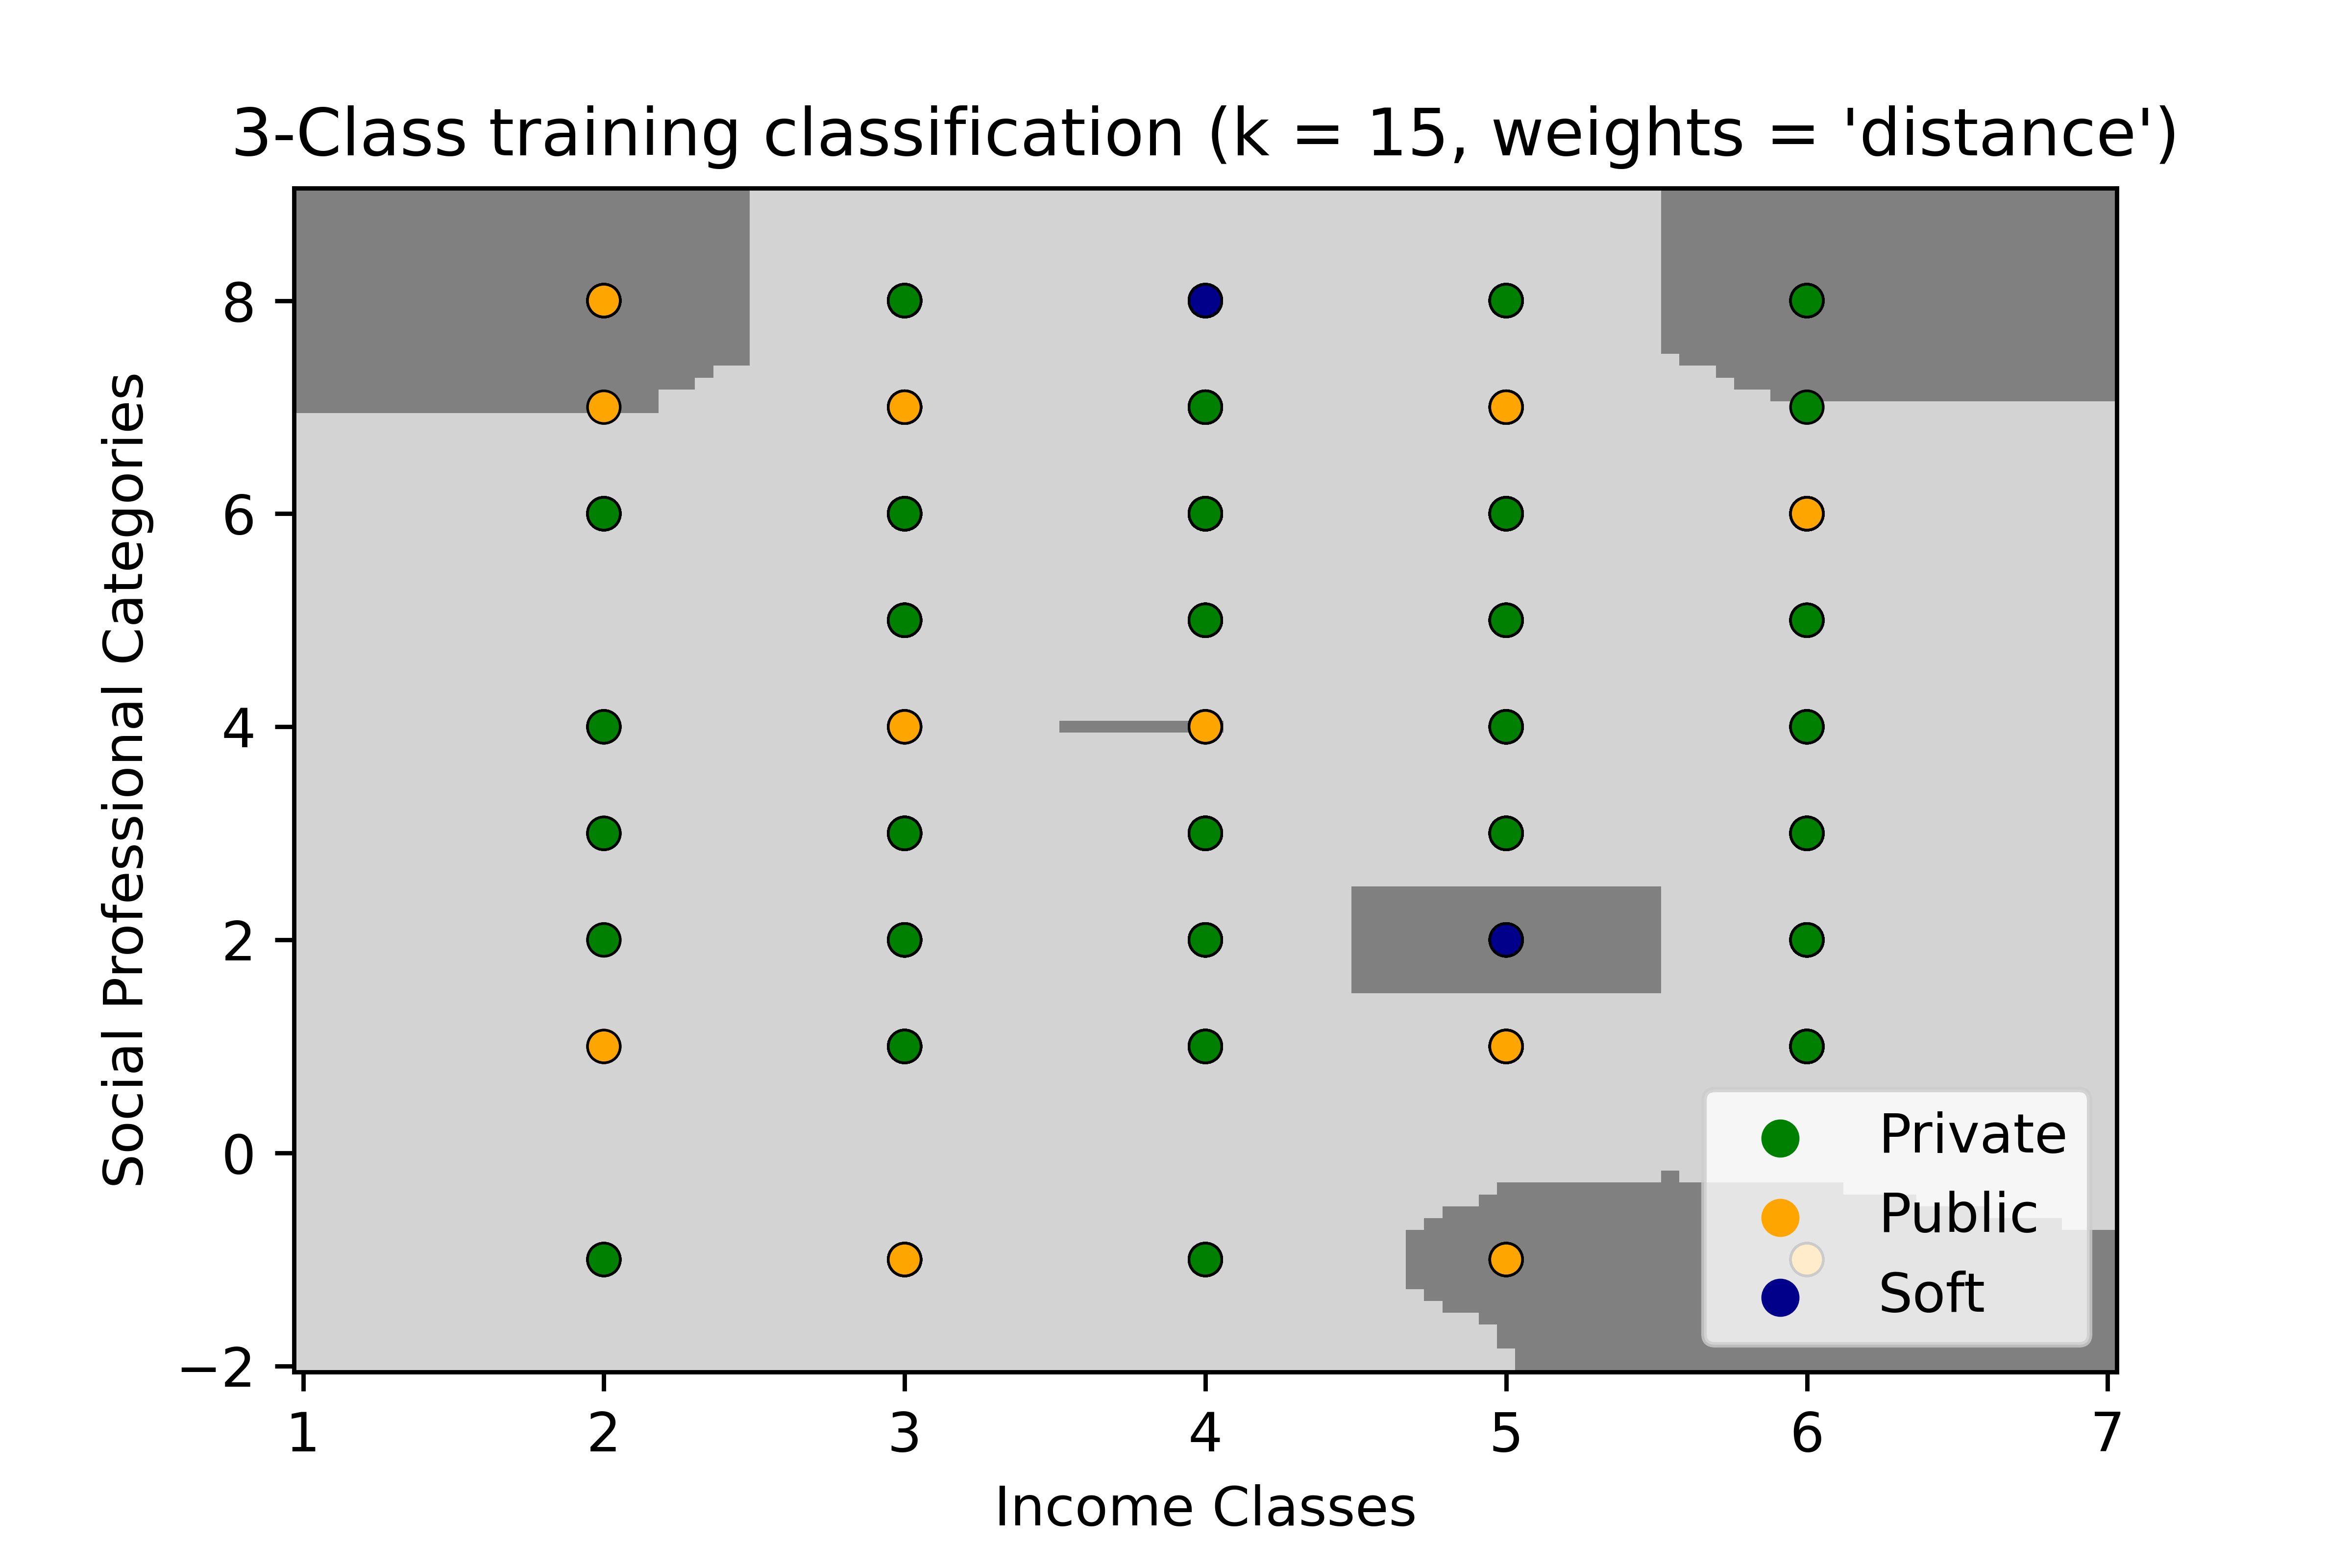 3-Class training classification (k = 15, weights = 'distance')
Social Professional Categories
8
6
4
2
0
−2
Private
Public
Soft
1 2 3 4 5 6 7
Income Classes